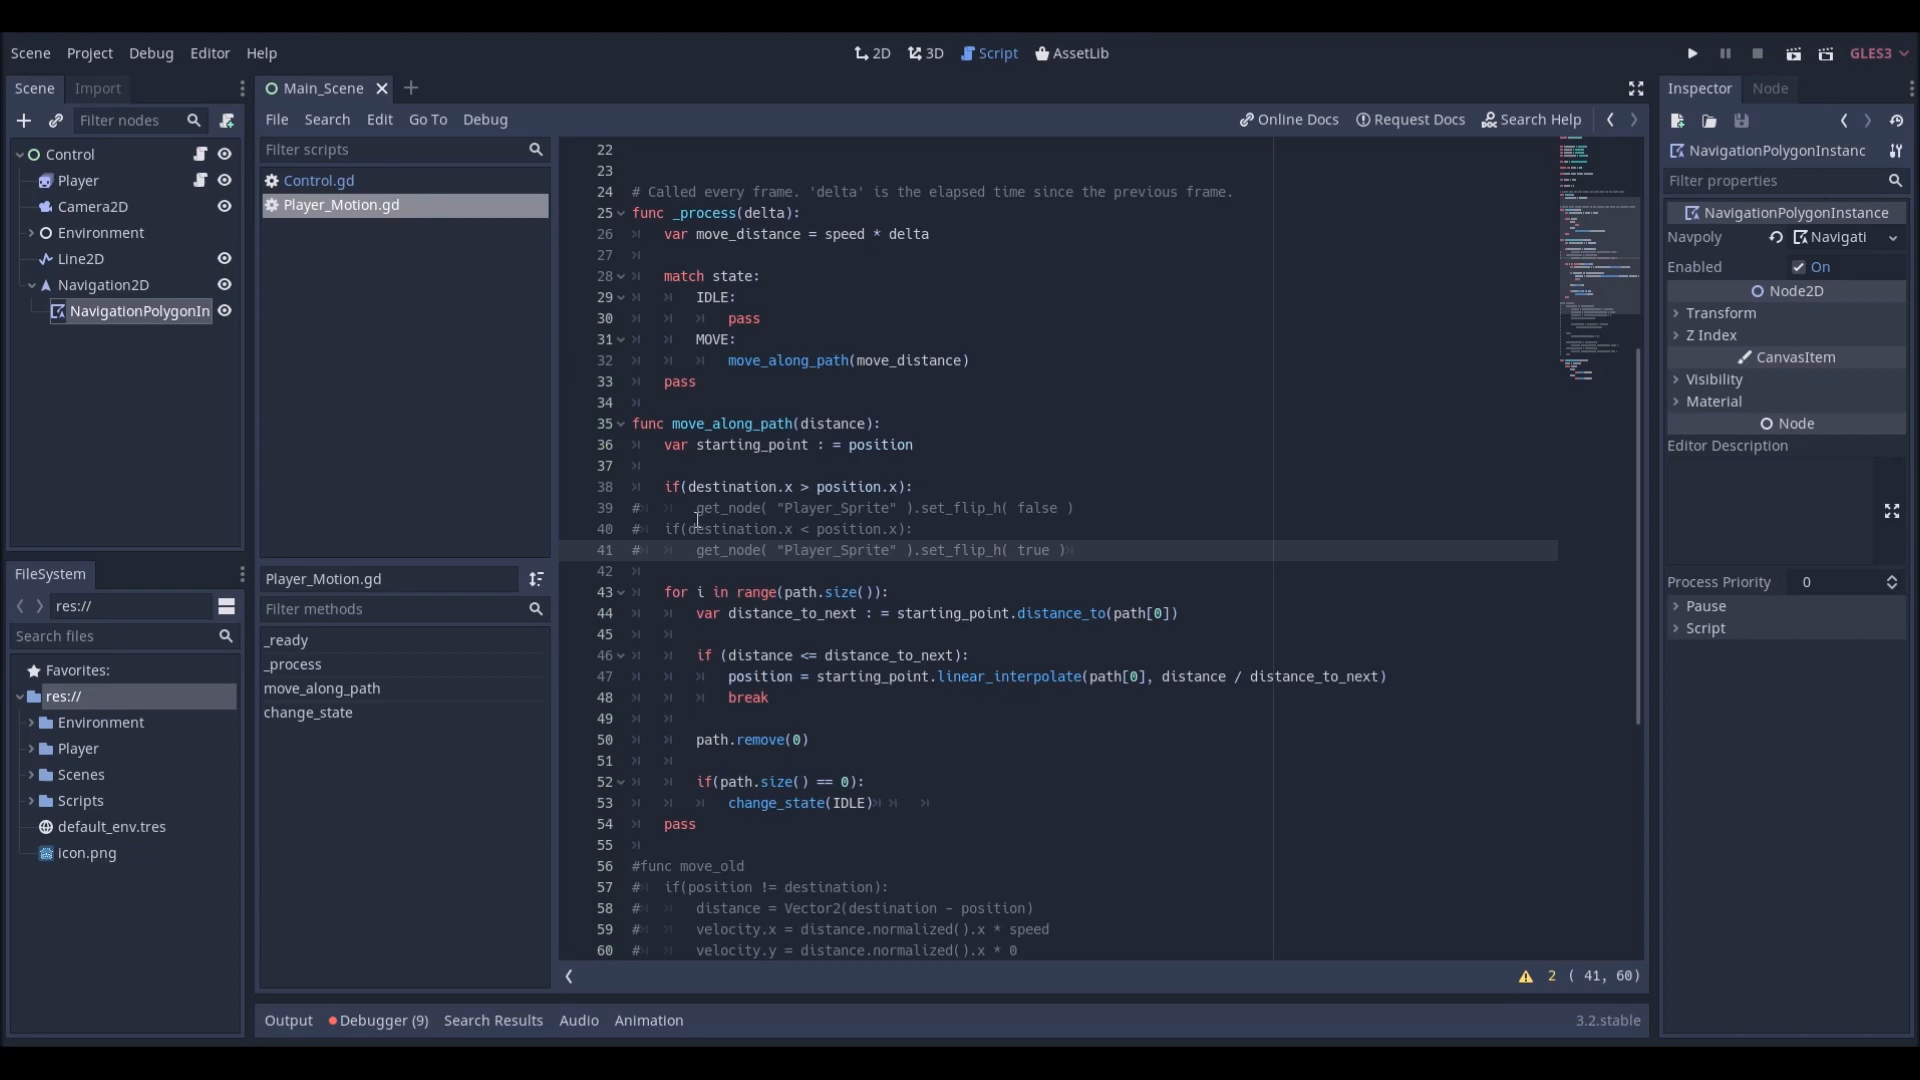 Scene Project Debug Editor Help
2D 3D Script AssetLib
GLES3
Scene Import
Filter nodes
Control
Player
Camera2D
Environment
Line2D
Navigation2D
NavigationPolygonIn
FileSystem
res://
Search files
Favorites:
res://
Environment
Player
Scenes
Scripts
default_env.tres
icon.png
Main_Scene
File Search Edit Go To Debug
Online Docs Request Docs Search Help
Filter scripts
Control.gd
Player_Motion.gd
Player_Motion.gd
Filter methods
_ready
_process
move_along_path
change_state
22
23
24 # Called every frame. 'delta' is the elapsed time since the previous frame.
25 func _process(delta):
26 var move_distance = speed * delta
27
28 match state:
29 IDLE:
30 pass
31 MOVE:
32 move_along_path(move_distance)
33 pass
34
35 func move_along_path(distance):
36 var starting_point : = position
37
38 if(destination.x > position.x):
39 # get_node( "Player_Sprite" ).set_flip_h( false )
40 # if(destination.x < position.x):
41 # get_node( "Player_Sprite" ).set_flip_h( true )
42
43 for i in range(path.size()):
44 var distance_to_next : = starting_point.distance_to(path[0])
45
46 if (distance <= distance_to_next):
47 position = starting_point.linear_interpolate(path[0], distance / distance_to_next)
48 break
49
50 path.remove(0)
51
52 if(path.size() == 0):
53 change_state(IDLE)
54 pass
55
56 #func move_old
57 # if(position != destination):
58 # distance = Vector2(destination - position)
59 # velocity.x = distance.normalized().x * speed
60 # velocity.y = distance.normalized().x * 0
2 ( 41, 60)
Output Debugger (9) Search Results Audio Animation
3.2.stable
Inspector Node
NavigationPolygonInstanc
Filter properties
NavigationPolygonInstance
Navpoly Navigati
Enabled On
Node2D
Transform
Z Index
CanvasItem
Visibility
Material
Node
Editor Description
Process Priority 0
Pause
Script